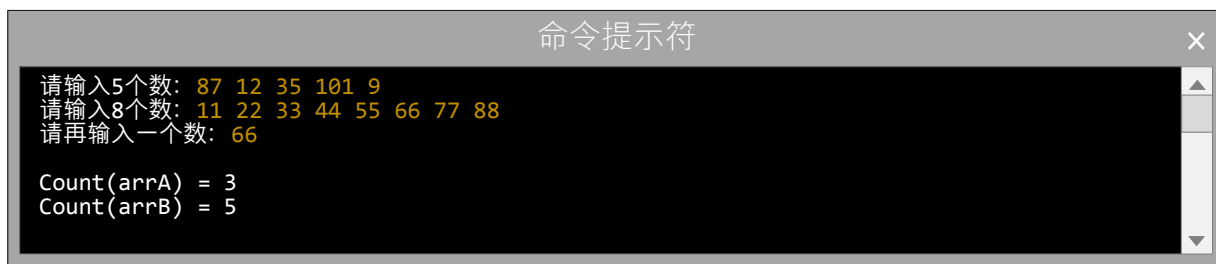 命令提示符
×
请输入5个数: 87 12 35 101 9
请输入8个数: 11 22 33 44 55 66 77 88
请再输入一个数: 66
Count(arrA) = 3
Count(arrB) = 5